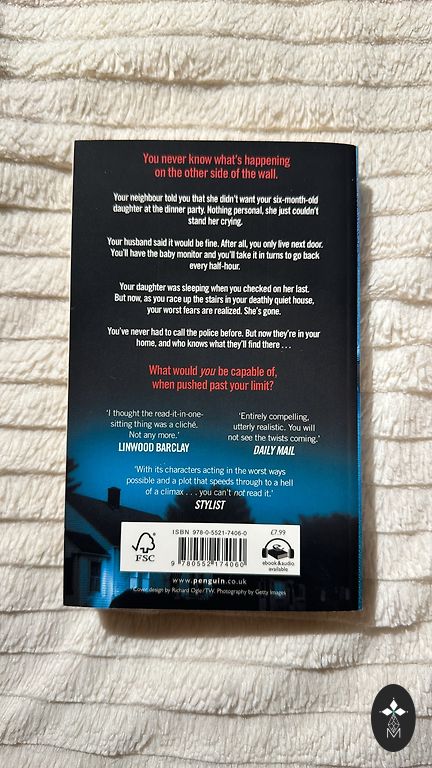 You never know what's happening
on the other side of the wall.
Your neighbour told you that she didn't want your six-month-old
daughter at the dinner party. Nothing personal, she just couldn't
stand her crying.
Your husband said it would be fine. After all, you only live next door.
You'll have the baby monitor and you'll take it in turns to go back
every half-hour.
Your daughter was sleeping when you checked on her last.
But now, as you race up the stairs in your deathly quiet house,
your worst fears are realized. She's gone.
You've never had to call the police before. But now they're in your
home, and who knows what they'll find there . . .
What would you be capable of,
when pushed past your limit?
'I thought the read-it-in-one-
sitting thing was a cliché.
Not any more.'
LINWOOD BARCLAY
'Entirely compelling,
utterly realistic. You will
not see the twists coming.'
DAILY MAIL
'With its characters acting in the worst ways
possible and a plot that speeds through to a hell
of a climax . . . you can't not read it.'
STYLIST
FSC
ISBN 978-0-5521-7406-0
9 780552 174060
£7.99
ebook&audio
available
www.penguin.co.uk
Cover design by Richard Ogle/TW. Photography by Getty Images